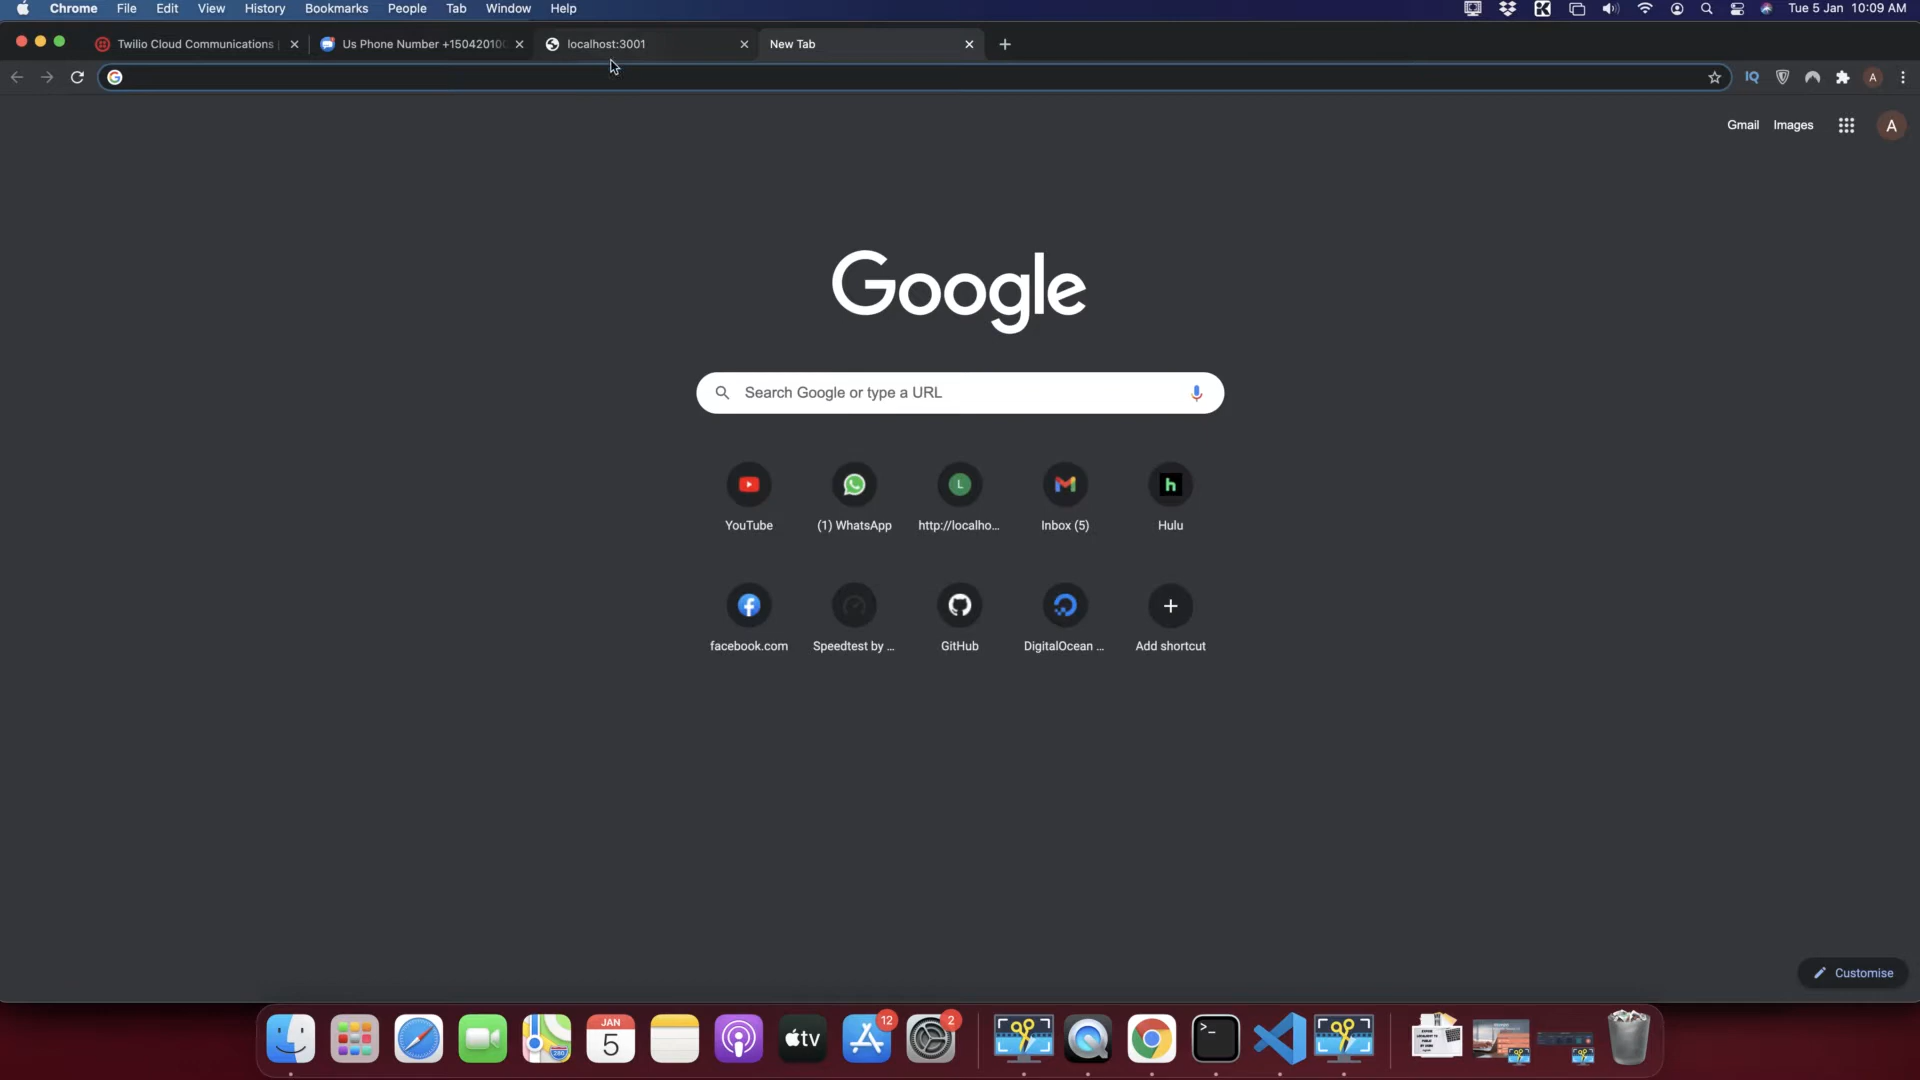 Chrome File Edit View History Bookmarks People Tab Window Help Tue 5 Jan 10:09 AM
Twilio Cloud Communications Us Phone Number +150420100 localhost:3001 New Tab
IQ A
Gmail Images A
Google
Search Google or type a URL
L h
YouTube (1) WhatsApp http://localho... Inbox (5) Hulu
facebook.com Speedtest by ... GitHub DigitalOcean ... Add shortcut
Customise
JAN 12 2
5 tv >_
280